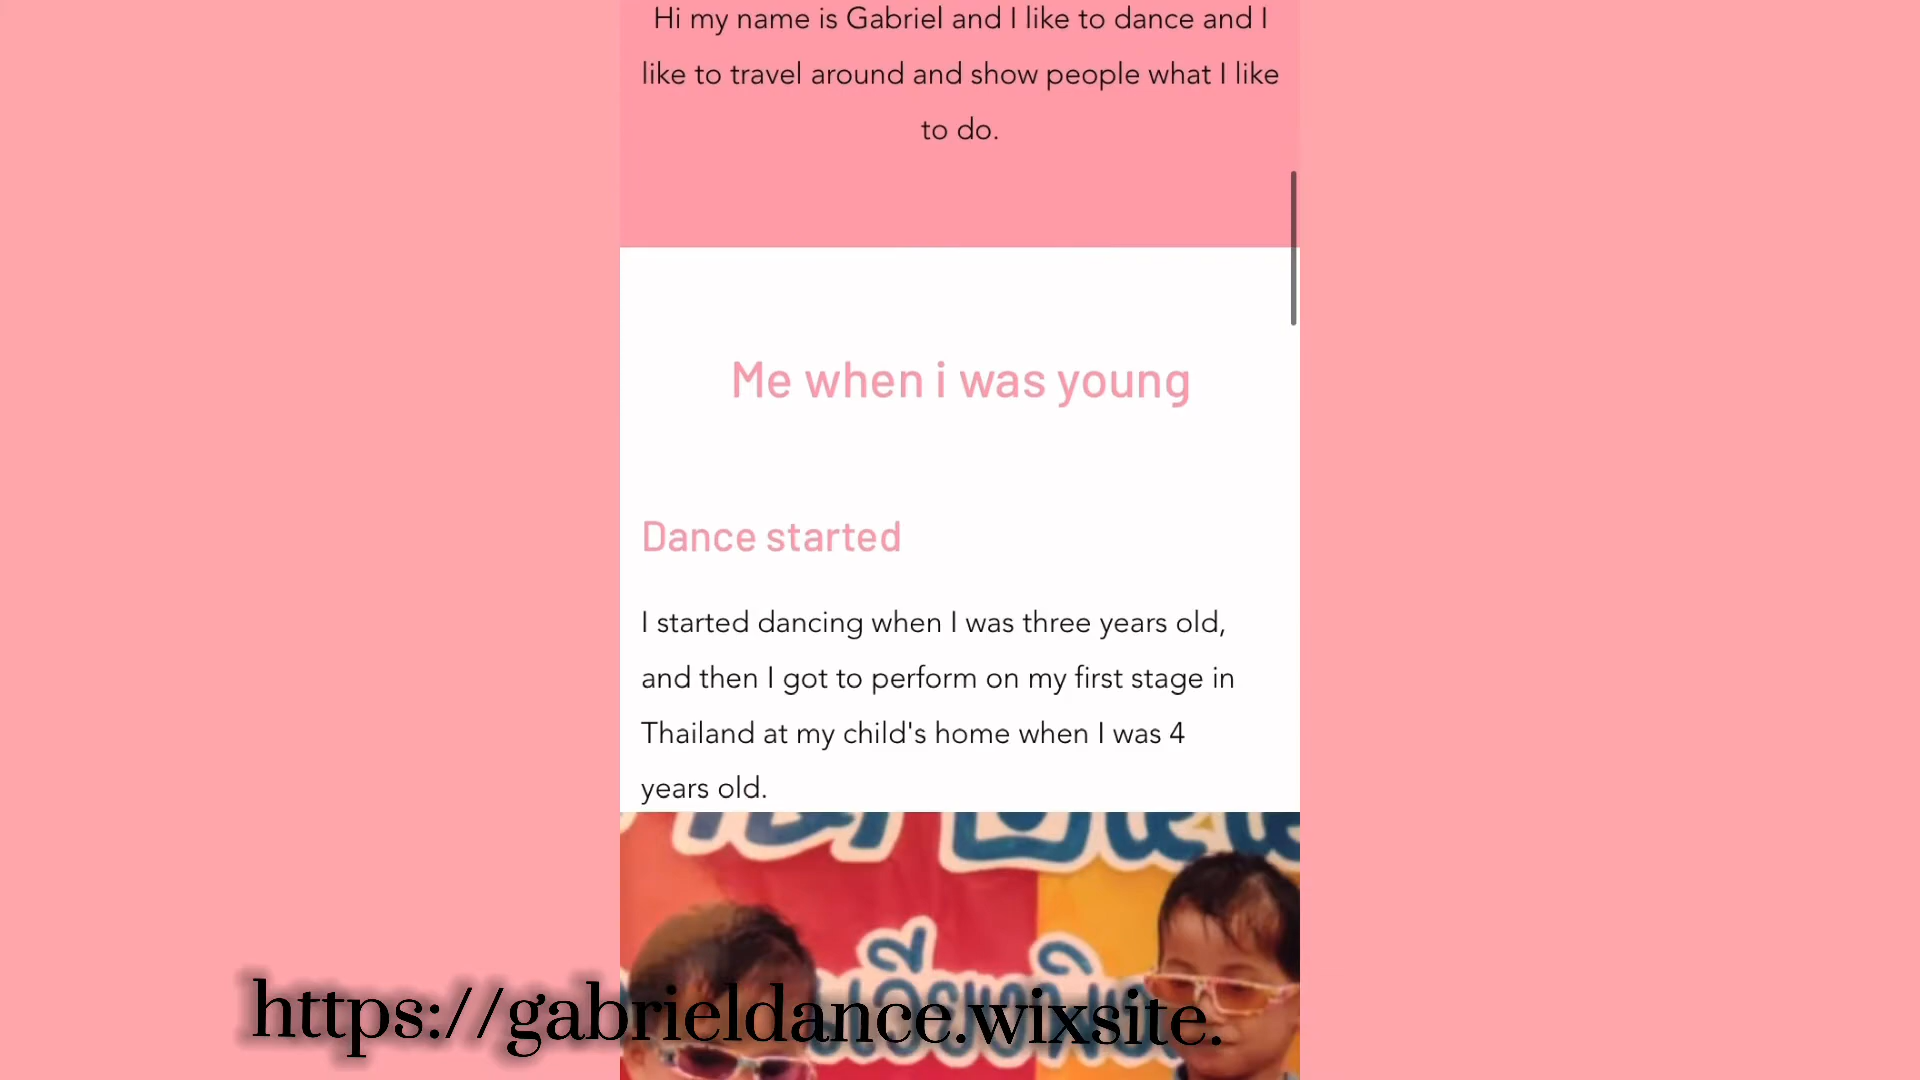 Hi my name is Gabriel and I like to dance and I
like to travel around and show people what I like
to do.
Me when i was young
Dance started
I started dancing when I was three years old,
and then I got to perform on my first stage in
Thailand at my child's home when I was 4
years old.
https://gabrieldance.wixsite.